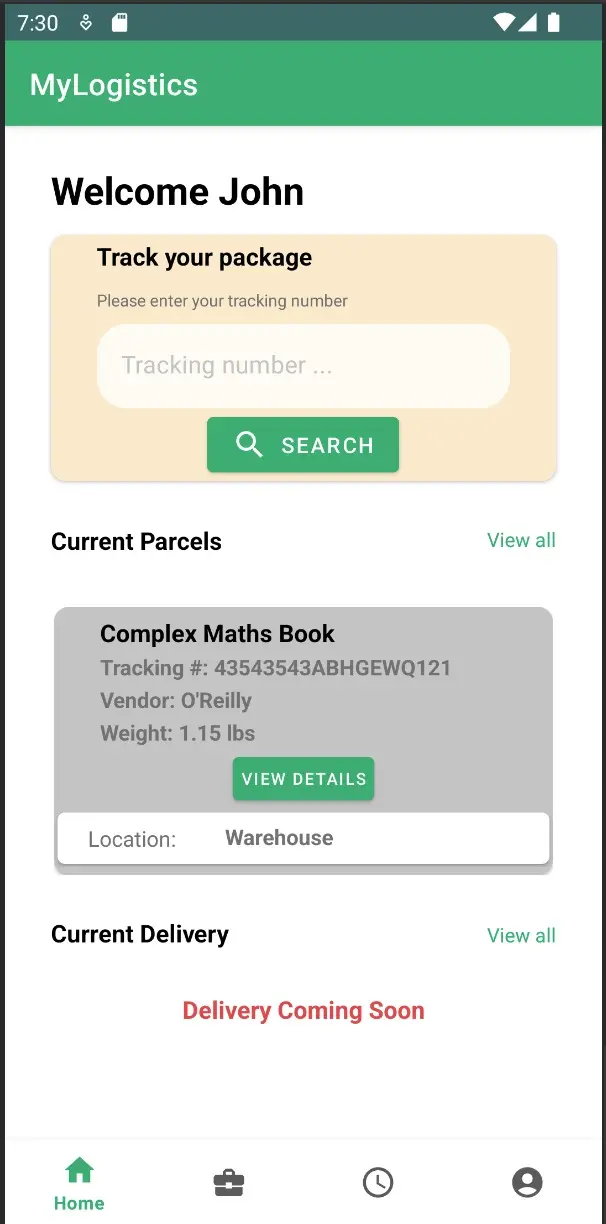 7:30
MyLogistics
Welcome John
Track your package
Please enter your tracking number
Tracking number ...
SEARCH
Current Parcels View all
Complex Maths Book
Tracking #: 43543543ABHGEWQ121
Vendor: O'Reilly
Weight: 1.15 lbs
VIEW DETAILS
Location: Warehouse
Current Delivery View all
Delivery Coming Soon
Home